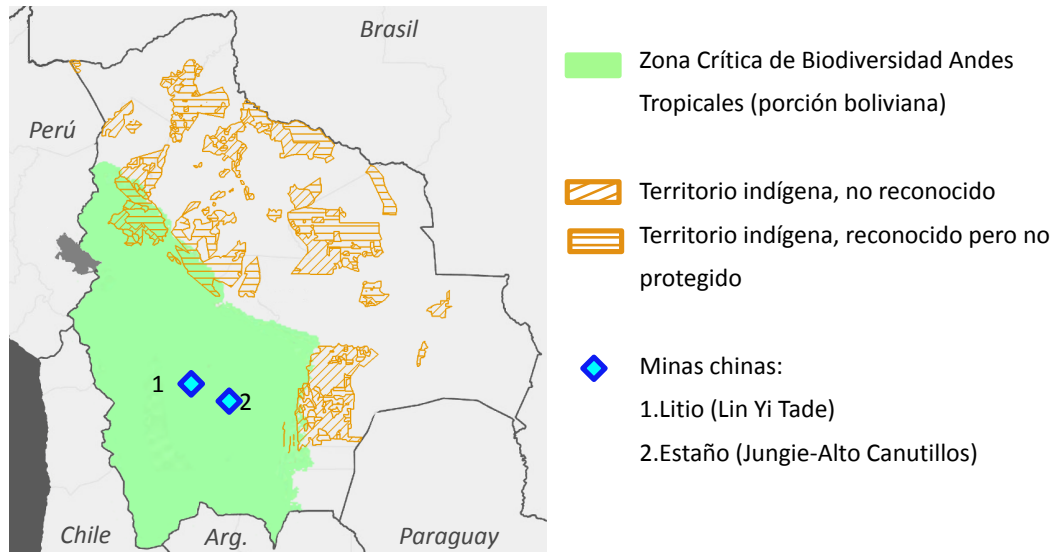 Brasil
Perú
1
2
Chile
Arg.
Paraguay
Zona Crítica de Biodiversidad Andes
Tropicales (porción boliviana)
Territorio indígena, no reconocido
Territorio indígena, reconocido pero no
protegido
Minas chinas:
1.Litio (Lin Yi Tade)
2.Estaño (Jungie-Alto Canutillos)